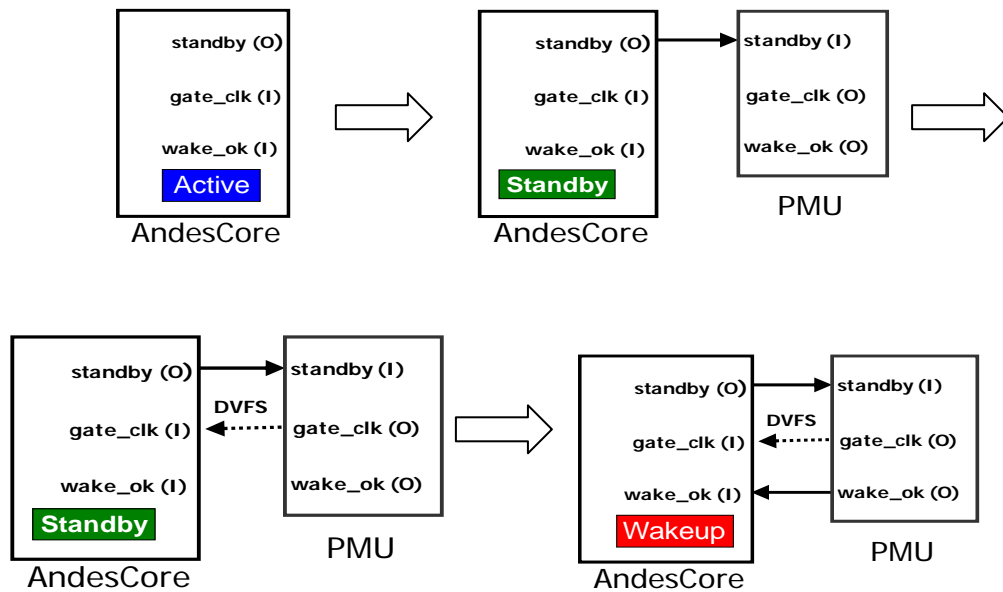 standby (O)
gate_clk (I)
wake_ok (I)
Active
AndesCore
standby (O)
gate_clk (I)
wake_ok (I)
Standby
AndesCore
standby (I)
gate_clk (O)
wake_ok (O)
PMU
standby (O)
gate_clk (I)
wake_ok (I)
Standby
AndesCore
DVFS
standby (I)
gate_clk (O)
wake_ok (O)
PMU
standby (O)
gate_clk (I)
wake_ok (I)
Wakeup
AndesCore
DVFS
standby (I)
gate_clk (O)
wake_ok (O)
PMU